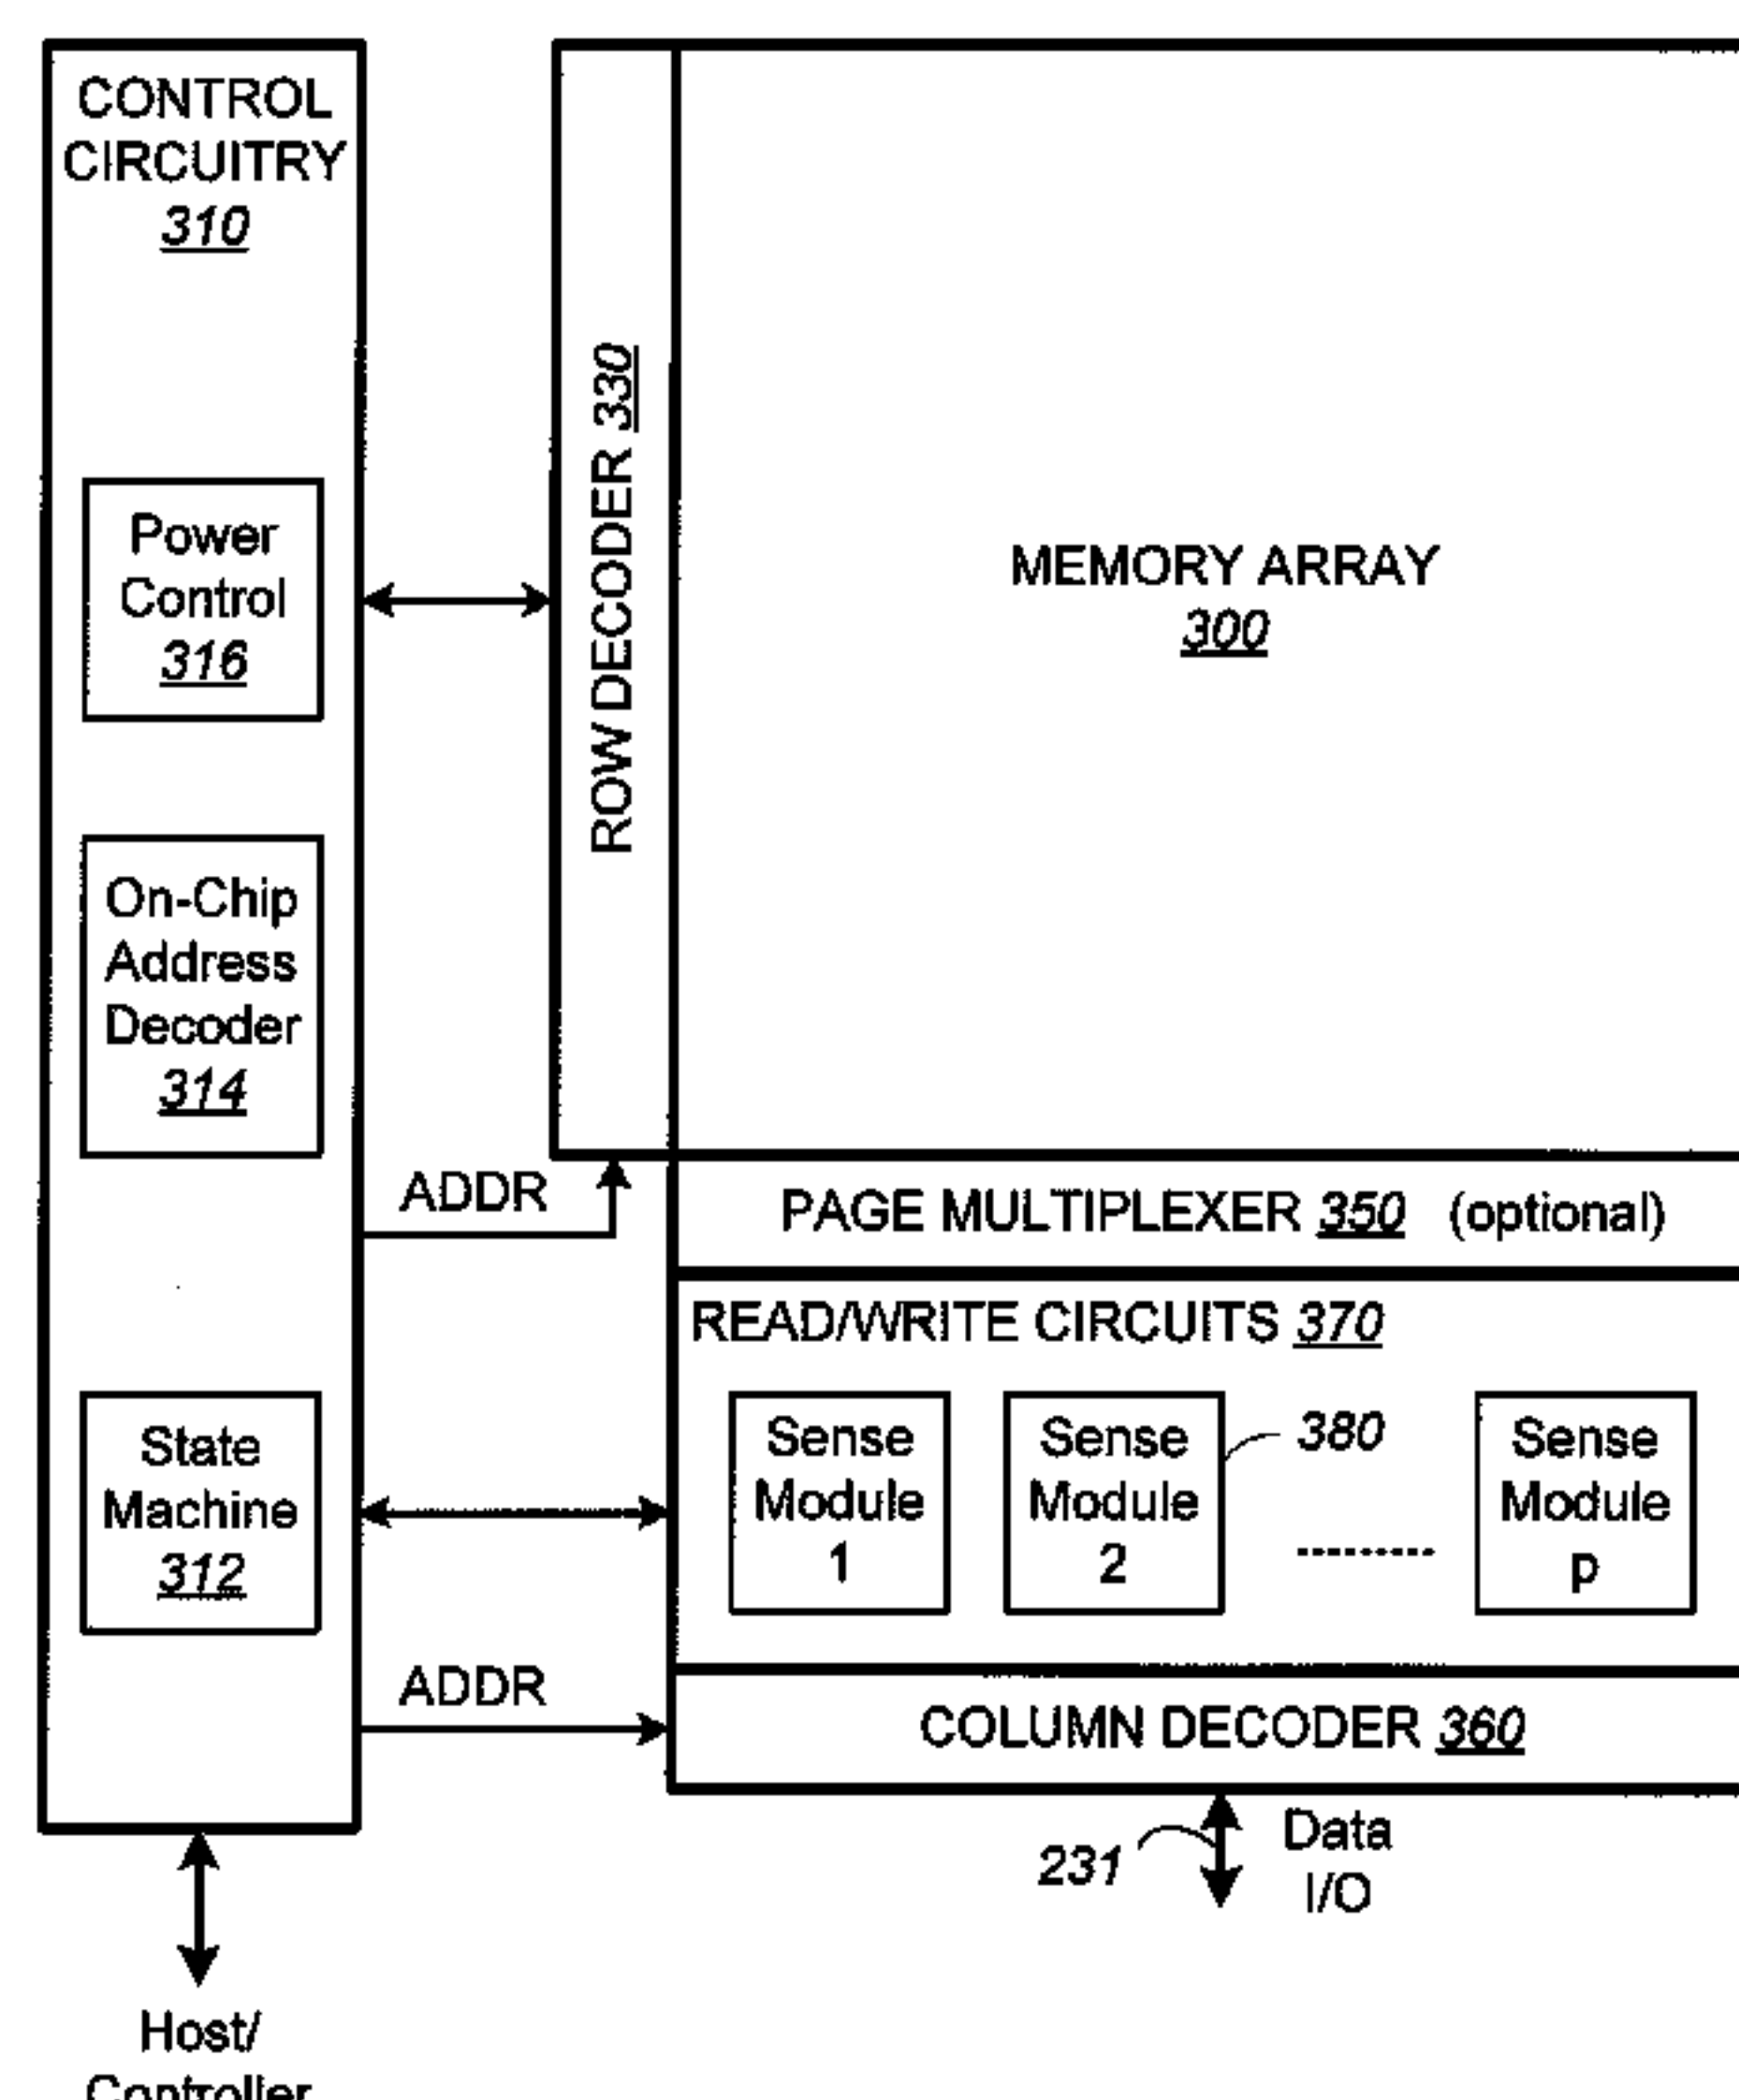 CONTROL
CIRCUITRY
310
Power
Control
316
On-Chip
Address
Decoder
314
State
Machine
312
Host/
Controller
ADDR
ADDR
ROW DECODER 330
MEMORY ARRAY
300
PAGE MULTIPLEXER 350 (optional)
READ/WRITE CIRCUITS 370
Sense
Module
1
Sense
Module
2
380
Sense
Module
p
COLUMN DECODER 360
231
Data
I/O